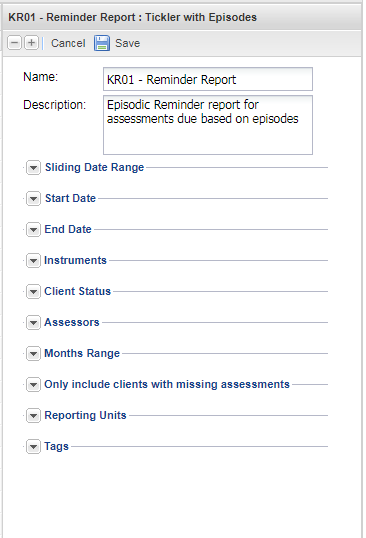 KR01 - Reminder Report : Tickler with Episodes
Cancel Save
Name: KR01 - Reminder Report
Description: Episodic Reminder report for
assessments due based on episodes
Sliding Date Range
Start Date
End Date
Instruments
Client Status
Assessors
Months Range
Only include clients with missing assessments
Reporting Units
Tags